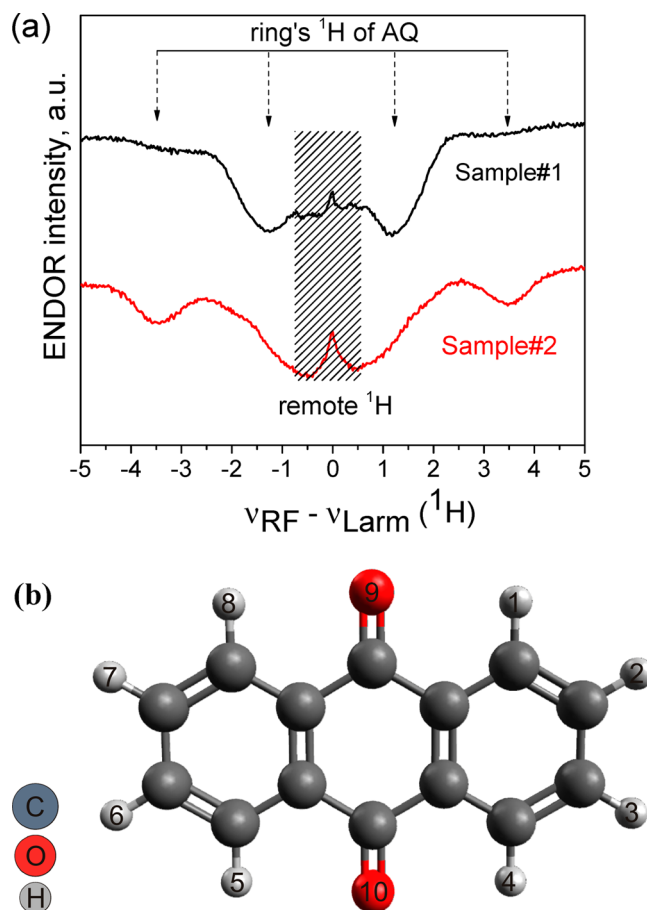 (a)
ring's ¹H of AQ
Sample#1
Sample#2
remote ¹H
ENDOR intensity, a.u.
-5 -4 -3 -2 -1 0 1 2 3 4 5
νRF - νLarm (¹H)
(b)
8 9 1
7 2
6 3
5 10 4
C
O
H